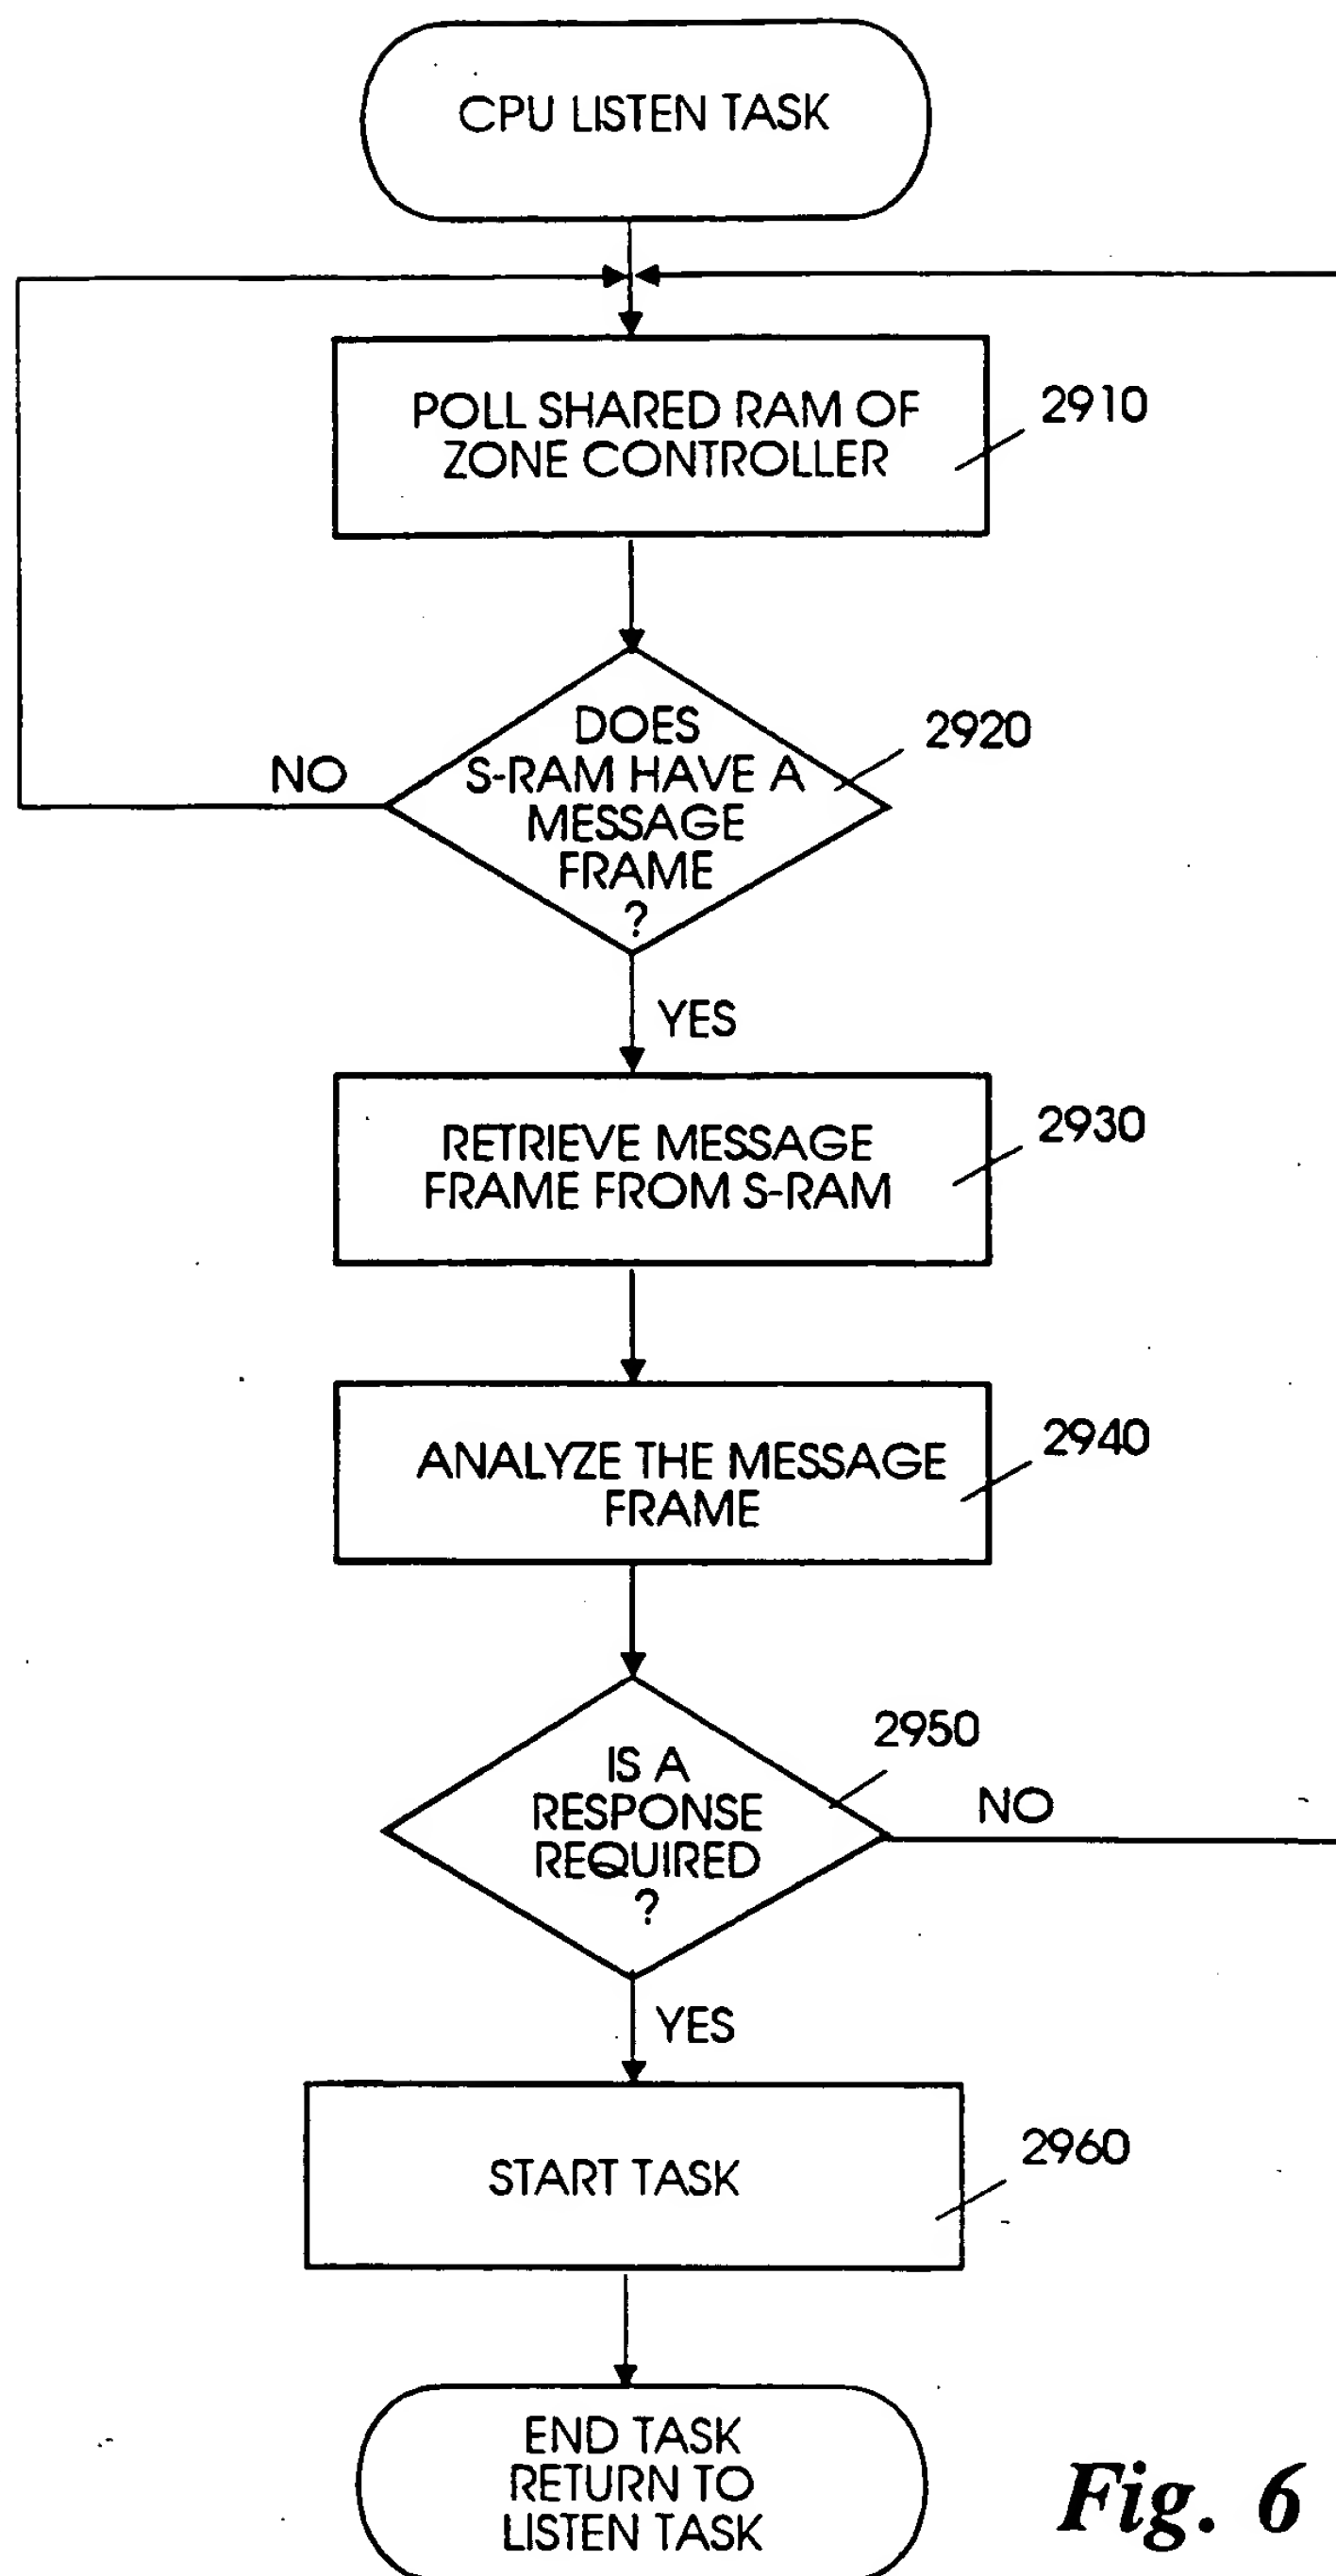 CPU LISTEN TASK
POLL SHARED RAM OF
ZONE CONTROLLER
2910
DOES
S-RAM HAVE A
MESSAGE
FRAME
?
2920
NO
YES
RETRIEVE MESSAGE
FRAME FROM S-RAM
2930
ANALYZE THE MESSAGE
FRAME
2940
IS A
RESPONSE
REQUIRED
?
2950
NO
YES
START TASK
2960
END TASK
RETURN TO
LISTEN TASK
Fig. 6